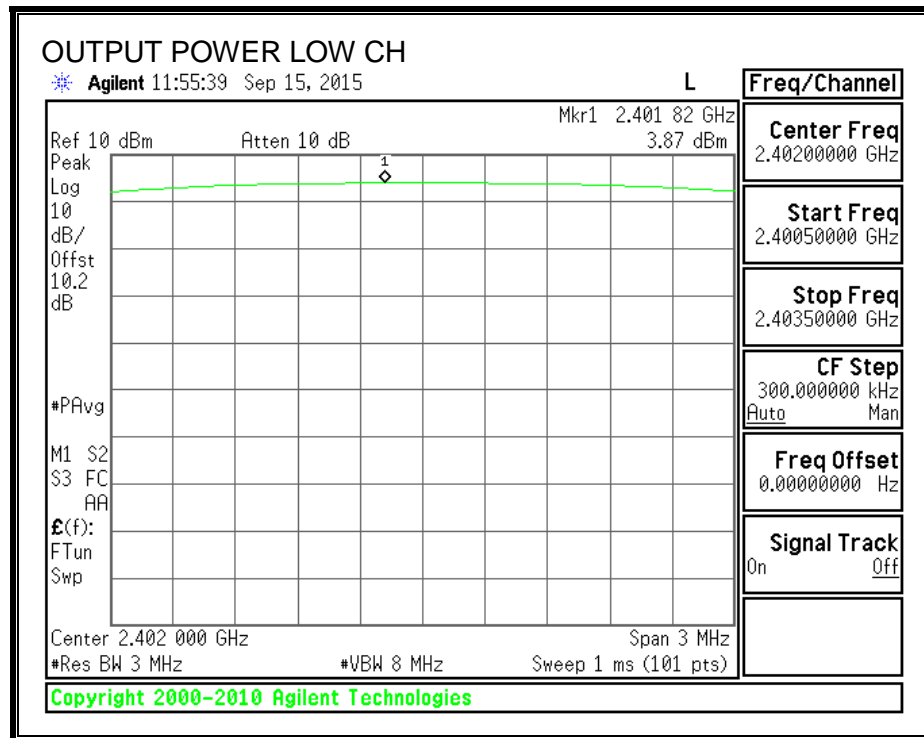 OUTPUT POWER LOW CH
Agilent 11:55:39 Sep 15, 2015 L
Mkr1 2.401 82 GHz
Ref 10 dBm Atten 10 dB 3.87 dBm
Peak
Log
10
dB/
Offst
10.2
dB
1
#PAvg
M1 S2
S3 FC
AA
£(f):
FTun
Swp
Center 2.402 000 GHz Span 3 MHz
#Res BW 3 MHz #VBW 8 MHz Sweep 1 ms (101 pts)
Freq/Channel
Center Freq
2.40200000 GHz
Start Freq
2.40050000 GHz
Stop Freq
2.40350000 GHz
CF Step
300.000000 kHz
Auto Man
Freq Offset
0.00000000 Hz
Signal Track
On Off
Copyright 2000-2010 Agilent Technologies